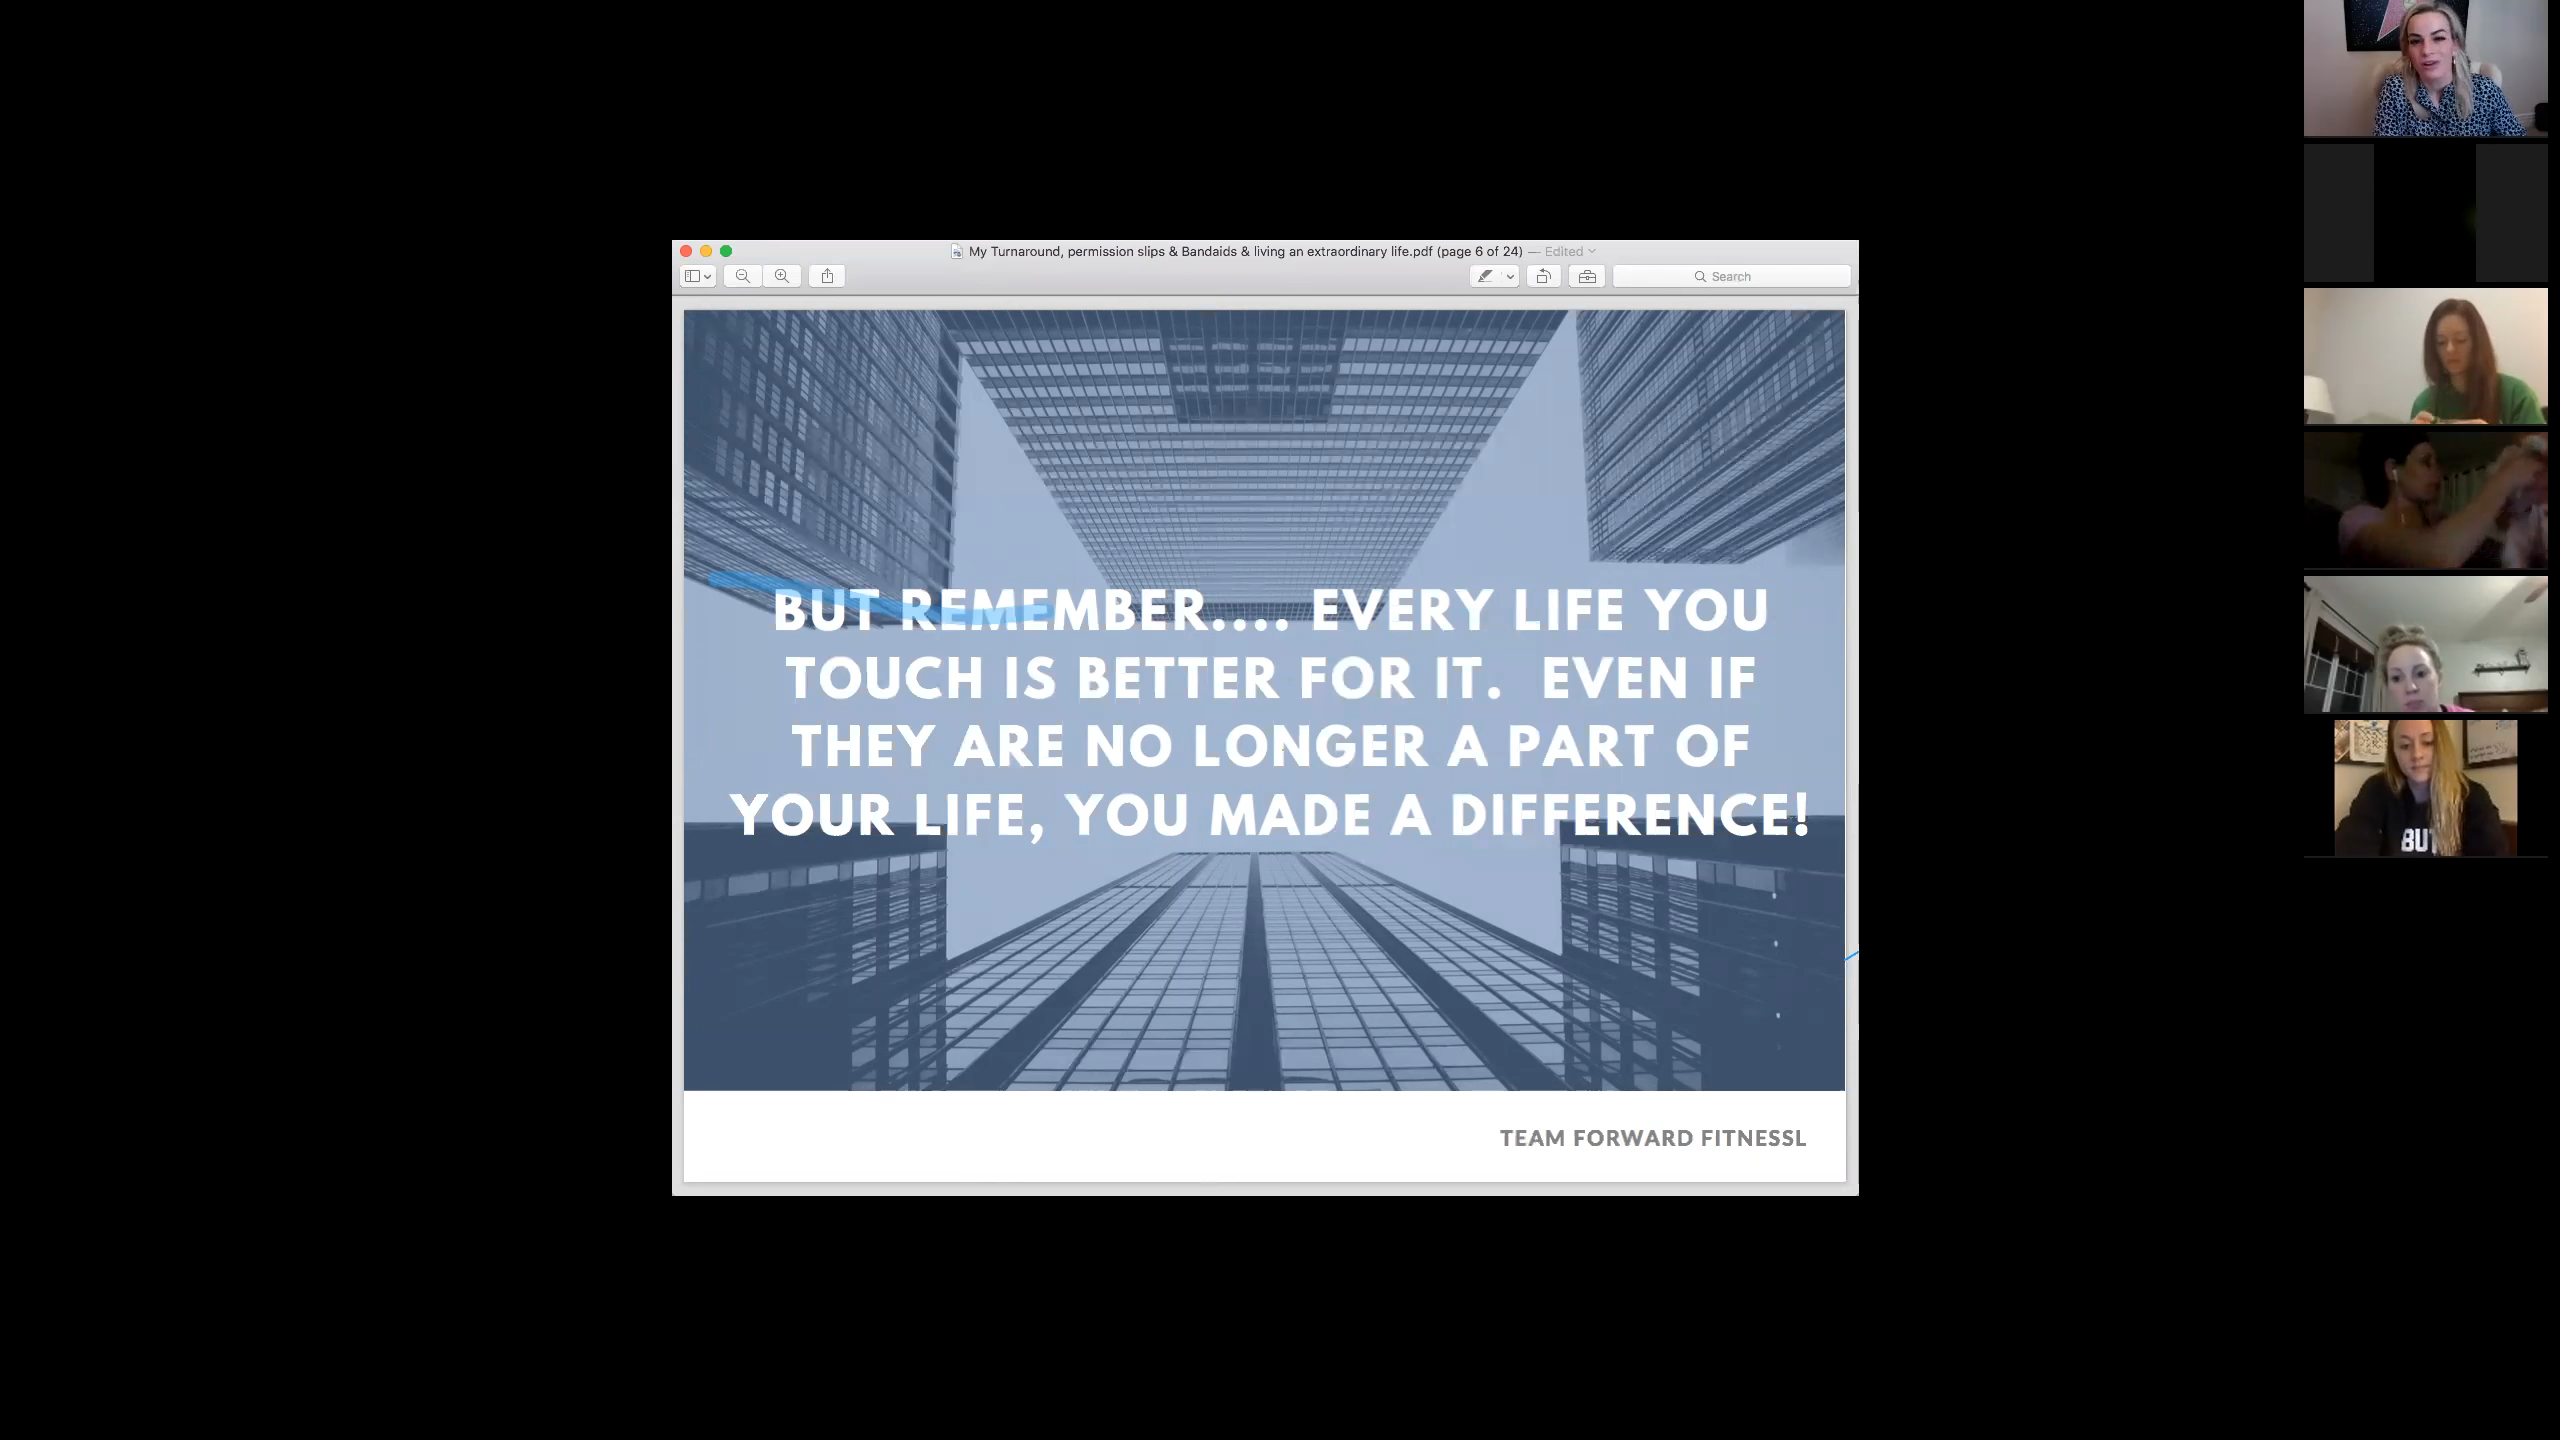 My Turnaround, permission slips & Bandaids & living an extraordinary life.pdf (page 6 of 24) — Edited
Search
BUT REMEMBER.... EVERY LIFE YOU
TOUCH IS BETTER FOR IT.  EVEN IF
THEY ARE NO LONGER A PART OF
YOUR LIFE, YOU MADE A DIFFERENCE!
TEAM FORWARD FITNESSL
BUT